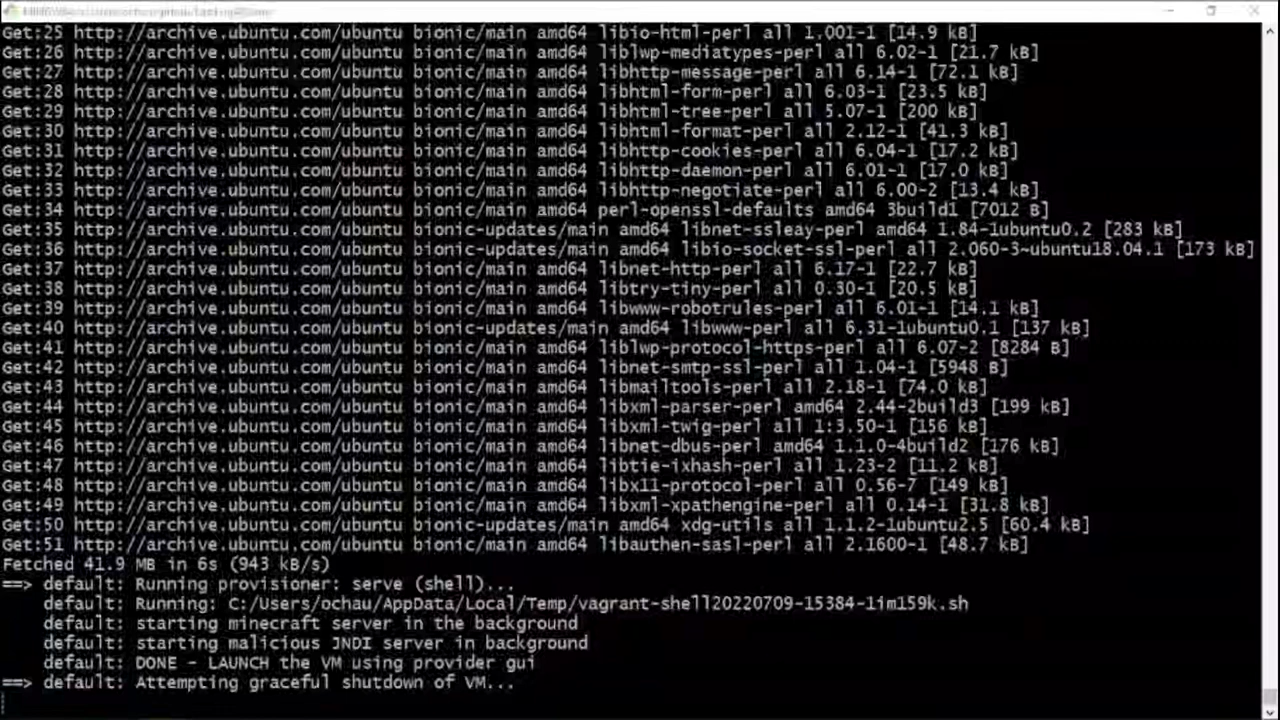 Get:25 http://archive.ubuntu.com/ubuntu bionic/main amd64 libio-html-perl all 1.001-1 [14.9 kB]
Get:26 http://archive.ubuntu.com/ubuntu bionic/main amd64 liblwp-mediatypes-perl all 6.02-1 [21.7 kB]
Get:27 http://archive.ubuntu.com/ubuntu bionic/main amd64 libhttp-message-perl all 6.14-1 [72.1 kB]
Get:28 http://archive.ubuntu.com/ubuntu bionic/main amd64 libhtml-form-perl all 6.03-1 [23.5 kB]
Get:29 http://archive.ubuntu.com/ubuntu bionic/main amd64 libhtml-tree-perl all 5.07-1 [200 kB]
Get:30 http://archive.ubuntu.com/ubuntu bionic/main amd64 libhtml-format-perl all 2.12-1 [41.3 kB]
Get:31 http://archive.ubuntu.com/ubuntu bionic/main amd64 libhttp-cookies-perl all 6.04-1 [17.2 kB]
Get:32 http://archive.ubuntu.com/ubuntu bionic/main amd64 libhttp-daemon-perl all 6.01-1 [17.0 kB]
Get:33 http://archive.ubuntu.com/ubuntu bionic/main amd64 libhttp-negotiate-perl all 6.00-2 [13.4 kB]
Get:34 http://archive.ubuntu.com/ubuntu bionic/main amd64 perl-openssl-defaults amd64 3build1 [7012 B]
Get:35 http://archive.ubuntu.com/ubuntu bionic-updates/main amd64 libnet-ssleay-perl amd64 1.84-1ubuntu0.2 [283 kB]
Get:36 http://archive.ubuntu.com/ubuntu bionic-updates/main amd64 libio-socket-ssl-perl all 2.060-3~ubuntu18.04.1 [173 kB]
Get:37 http://archive.ubuntu.com/ubuntu bionic/main amd64 libnet-http-perl all 6.17-1 [22.7 kB]
Get:38 http://archive.ubuntu.com/ubuntu bionic/main amd64 libtry-tiny-perl all 0.30-1 [20.5 kB]
Get:39 http://archive.ubuntu.com/ubuntu bionic/main amd64 libwww-robotrules-perl all 6.01-1 [14.1 kB]
Get:40 http://archive.ubuntu.com/ubuntu bionic-updates/main amd64 libwww-perl all 6.31-1ubuntu0.1 [137 kB]
Get:41 http://archive.ubuntu.com/ubuntu bionic/main amd64 liblwp-protocol-https-perl all 6.07-2 [8284 B]
Get:42 http://archive.ubuntu.com/ubuntu bionic/main amd64 libnet-smtp-ssl-perl all 1.04-1 [5948 B]
Get:43 http://archive.ubuntu.com/ubuntu bionic/main amd64 libmailtools-perl all 2.18-1 [74.0 kB]
Get:44 http://archive.ubuntu.com/ubuntu bionic/main amd64 libxml-parser-perl amd64 2.44-2build3 [199 kB]
Get:45 http://archive.ubuntu.com/ubuntu bionic/main amd64 libxml-twig-perl all 1:3.50-1 [156 kB]
Get:46 http://archive.ubuntu.com/ubuntu bionic/main amd64 libnet-dbus-perl amd64 1.1.0-4build2 [176 kB]
Get:47 http://archive.ubuntu.com/ubuntu bionic/main amd64 libtie-ixhash-perl all 1.23-2 [11.2 kB]
Get:48 http://archive.ubuntu.com/ubuntu bionic/main amd64 libx11-protocol-perl all 0.56-7 [149 kB]
Get:49 http://archive.ubuntu.com/ubuntu bionic/main amd64 libxml-xpathengine-perl all 0.14-1 [31.8 kB]
Get:50 http://archive.ubuntu.com/ubuntu bionic-updates/main amd64 xdg-utils all 1.1.2-1ubuntu2.5 [60.4 kB]
Get:51 http://archive.ubuntu.com/ubuntu bionic/main amd64 libauthen-sasl-perl all 2.1600-1 [48.7 kB]
Fetched 41.9 MB in 6s (943 kB/s)
==> default: Running provisioner: serve (shell)...
default: Running: C:/Users/ochau/AppData/Local/Temp/vagrant-shell20220709-15384-1im159k.sh
default: starting minecraft server in the background
default: starting malicious JNDI server in background
default: DONE - LAUNCH the VM using provider gui
==> default: Attempting graceful shutdown of VM...